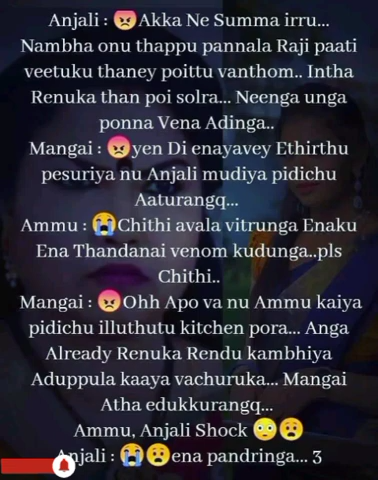 Anjali : 😡Akka Ne Summa irru...
Nambha onu thappu pannala Raji paati
veetuku thaney poittu vanthom.. Intha
Renuka than poi solra... Neenga unga
ponna Vena Adinga..
Mangai : 😡yen Di enayavey Ethirthu
pesuriya nu Anjali mudiya pidichu
Aaturangq...
Ammu : 😭Chithi avala vitrunga Enaku
Ena Thandanai venom kudunga..pls
Chithi..
Mangai : 😡Ohh Apo va nu Ammu kaiya
pidichu illuthutu kitchen pora... Anga
Already Renuka Rendu kambhiya
Aduppula kaaya vachuruka... Mangai
Atha edukkurangq...
Ammu, Anjali Shock 😳😧
Anjali : 😭😧ena pandringa... 3